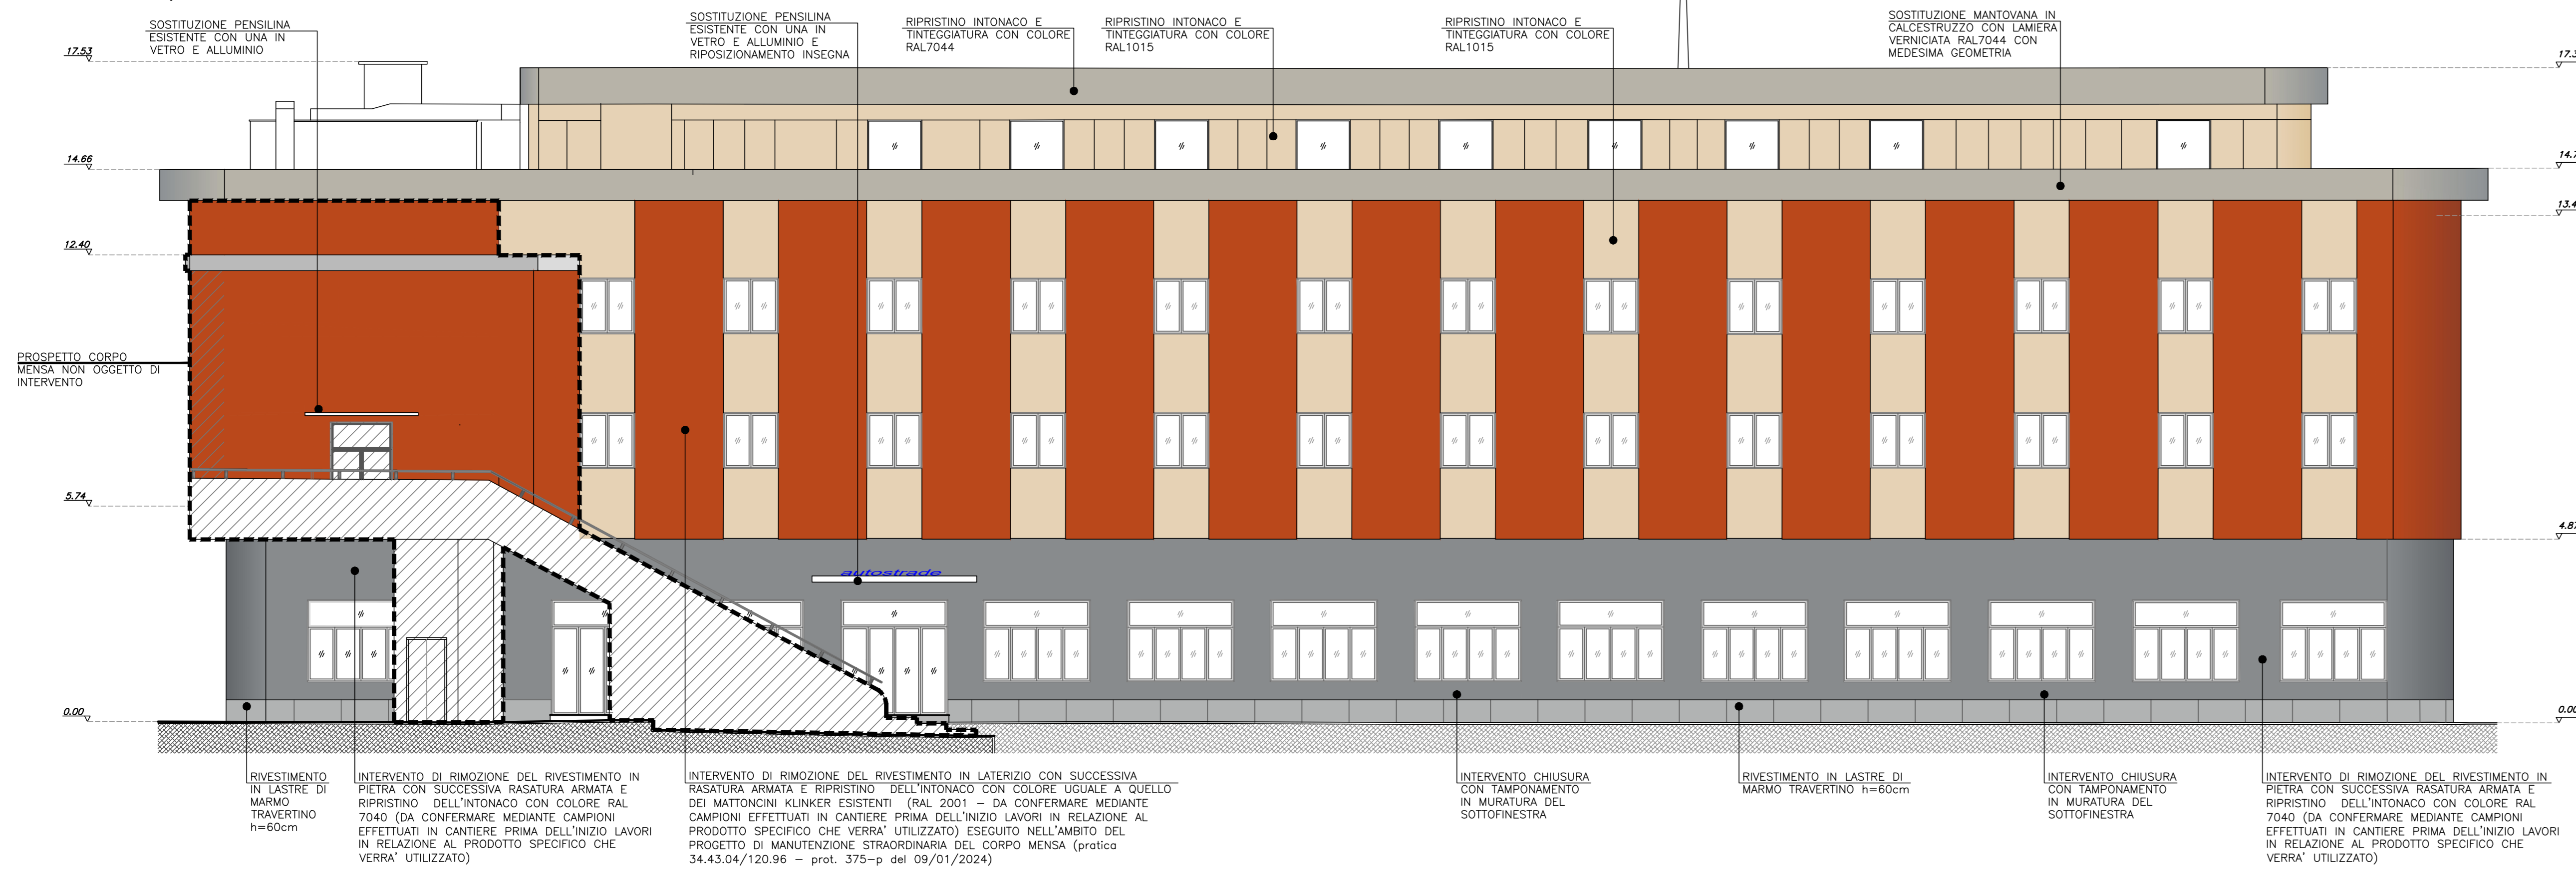 SOSTITUZIONE PENSILINA
ESISTENTE CON UNA IN
VETRO E ALLUMINIO
SOSTITUZIONE PENSILINA
ESISTENTE CON UNA IN
VETRO E ALLUMINIO E
RIPOSIZIONAMENTO INSEGNA
RIPRISTINO INTONACO E
TINTEGGIATURA CON COLORE
RAL7044
RIPRISTINO INTONACO E
TINTEGGIATURA CON COLORE
RAL1015
RIPRISTINO INTONACO E
TINTEGGIATURA CON COLORE
RAL1015
SOSTITUZIONE MANTOVANA IN
CALCESTRUZZO CON LAMIERA
VERNICIATA RAL7044 CON
MEDESIMA GEOMETRIA
17.53
14.66
12.40
5.74
0.00
17.3
14.7
13.4
4.87
0.00
PROSPETTO CORPO
MENSA NON OGGETTO DI
INTERVENTO
autostrade
RIVESTIMENTO
IN LASTRE DI
MARMO
TRAVERTINO
h=60cm
INTERVENTO DI RIMOZIONE DEL RIVESTIMENTO IN
PIETRA CON SUCCESSIVA RASATURA ARMATA E
RIPRISTINO DELL'INTONACO CON COLORE RAL
7040 (DA CONFERMARE MEDIANTE CAMPIONI
EFFETTUATI IN CANTIERE PRIMA DELL'INIZIO LAVORI
IN RELAZIONE AL PRODOTTO SPECIFICO CHE
VERRA' UTILIZZATO)
INTERVENTO DI RIMOZIONE DEL RIVESTIMENTO IN LATERIZIO CON SUCCESSIVA
RASATURA ARMATA E RIPRISTINO DELL'INTONACO CON COLORE UGUALE A QUELLO
DEI MATTONCINI KLINKER ESISTENTI (RAL 2001 – DA CONFERMARE MEDIANTE
CAMPIONI EFFETTUATI IN CANTIERE PRIMA DELL'INIZIO LAVORI IN RELAZIONE AL
PRODOTTO SPECIFICO CHE VERRA' UTILIZZATO) ESEGUITO NELL'AMBITO DEL
PROGETTO DI MANUTENZIONE STRAORDINARIA DEL CORPO MENSA (pratica
34.43.04/120.96 – prot. 375–p del 09/01/2024)
INTERVENTO CHIUSURA
CON TAMPONAMENTO
IN MURATURA DEL
SOTTOFINESTRA
RIVESTIMENTO IN LASTRE DI
MARMO TRAVERTINO h=60cm
INTERVENTO CHIUSURA
CON TAMPONAMENTO
IN MURATURA DEL
SOTTOFINESTRA
INTERVENTO DI RIMOZIONE DEL RIVESTIMENTO IN
PIETRA CON SUCCESSIVA RASATURA ARMATA E
RIPRISTINO DELL'INTONACO CON COLORE RAL
7040 (DA CONFERMARE MEDIANTE CAMPIONI
EFFETTUATI IN CANTIERE PRIMA DELL'INIZIO LAVORI
IN RELAZIONE AL PRODOTTO SPECIFICO CHE
VERRA' UTILIZZATO)